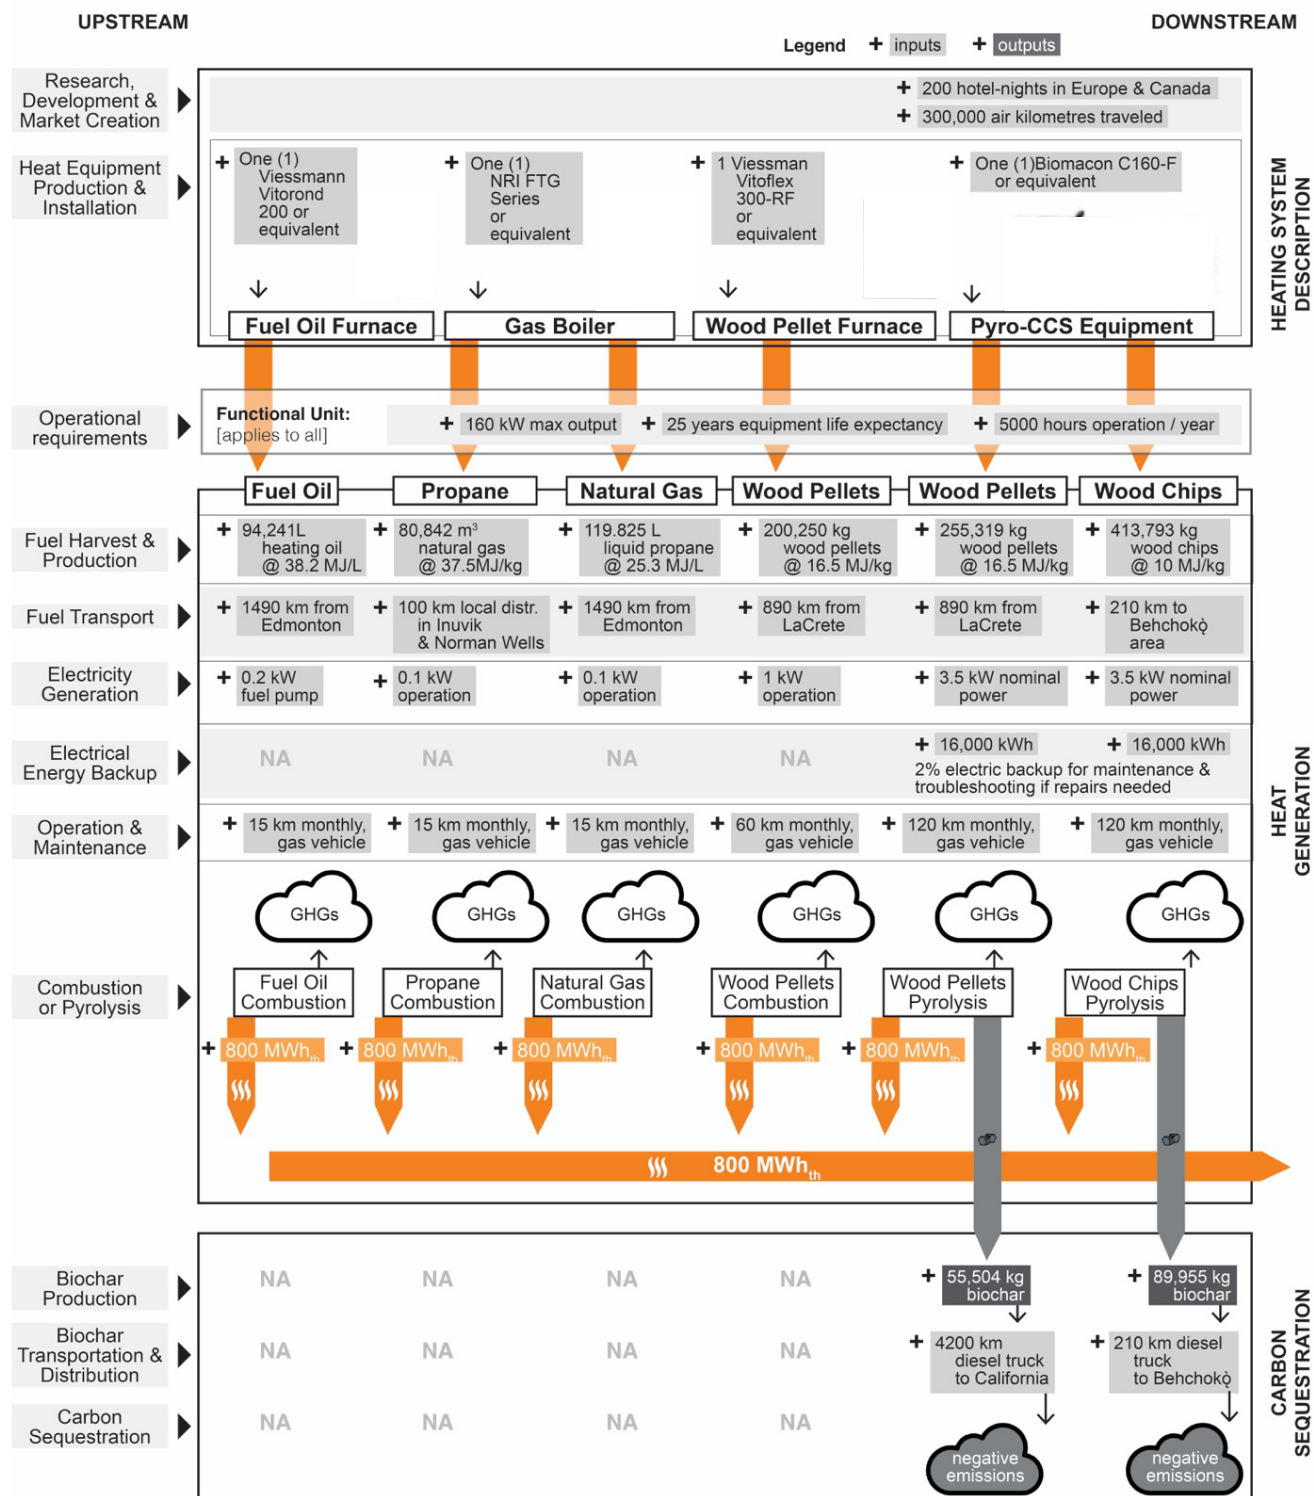 UPSTREAM
DOWNSTREAM
Legend + inputs + outputs
Research,
Development &
Market Creation
+ 200 hotel-nights in Europe & Canada
+ 300,000 air kilometres traveled
Heat Equipment
Production &
Installation
+ One (1)
Viessmann
Vitorond
200 or
equivalent
+ One (1)
NRI FTG
Series
or
equivalent
+ 1 Viessman
Vitoflex
300-RF
or
equivalent
+ One (1)Biomacon C160-F
or equivalent
Fuel Oil Furnace
Gas Boiler
Wood Pellet Furnace
Pyro-CCS Equipment
HEATING SYSTEM
DESCRIPTION
Operational
requirements
Functional Unit:
[applies to all]
+ 160 kW max output + 25 years equipment life expectancy + 5000 hours operation / year
Fuel Oil
Propane
Natural Gas
Wood Pellets
Wood Pellets
Wood Chips
Fuel Harvest &
Production
+ 94,241L
heating oil
@ 38.2 MJ/L
+ 80,842 m³
natural gas
@ 37.5MJ/kg
+ 119.825 L
liquid propane
@ 25.3 MJ/L
+ 200,250 kg
wood pellets
@ 16.5 MJ/kg
+ 255,319 kg
wood pellets
@ 16.5 MJ/kg
+ 413,793 kg
wood chips
@ 10 MJ/kg
Fuel Transport
+ 1490 km from
Edmonton
+ 100 km local distr.
in Inuvik
& Norman Wells
+ 1490 km from
Edmonton
+ 890 km from
LaCrete
+ 890 km from
LaCrete
+ 210 km to
Behchokǫ̀
area
Electricity
Generation
+ 0.2 kW
fuel pump
+ 0.1 kW
operation
+ 0.1 kW
operation
+ 1 kW
operation
+ 3.5 kW nominal
power
+ 3.5 kW nominal
power
Electrical
Energy Backup
NA
NA
NA
NA
+ 16,000 kWh
+ 16,000 kWh
2% electric backup for maintenance &
troubleshooting if repairs needed
Operation &
Maintenance
+ 15 km monthly,
gas vehicle
+ 15 km monthly,
gas vehicle
+ 15 km monthly,
gas vehicle
+ 60 km monthly,
gas vehicle
+ 120 km monthly,
gas vehicle
+ 120 km monthly,
gas vehicle
HEAT
GENERATION
GHGs
GHGs
GHGs
GHGs
GHGs
GHGs
Combustion
or Pyrolysis
Fuel Oil
Combustion
Propane
Combustion
Natural Gas
Combustion
Wood Pellets
Combustion
Wood Pellets
Pyrolysis
Wood Chips
Pyrolysis
+ 800 MWhth
+ 800 MWhth
+ 800 MWhth
+ 800 MWhth
+ 800 MWhth
+ 800 MWhth
800 MWhth
Biochar
Production
NA
NA
NA
NA
+ 55,504 kg
biochar
+ 89,955 kg
biochar
Biochar
Transportation &
Distribution
NA
NA
NA
NA
+ 4200 km
diesel truck
to California
+ 210 km diesel
truck
to Behchokǫ̀
Carbon
Sequestration
NA
NA
NA
NA
negative
emissions
negative
emissions
CARBON
SEQUESTRATION